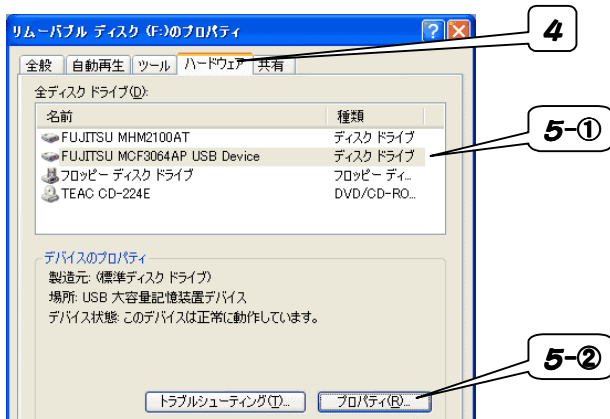 リムーバブル ディスク (F:)のプロパティ
4
全般 自動再生 ツール ハードウェア 共有
全ディスク ドライブ(D):
名前 種類
FUJITSU MHM2100AT ディスク ドライブ
FUJITSU MCF3064AP USB Device ディスク ドライブ
5-①
フロッピー ディスク ドライブ フロッピー ディ...
TEAC CD-224E DVD/CD-RO...
デバイスのプロパティ
製造元: (標準ディスク ドライブ)
場所: USB 大容量記憶装置デバイス
デバイス状態: このデバイスは正常に動作しています。
5-②
トラブルシューティング(T)... プロパティ(R)...